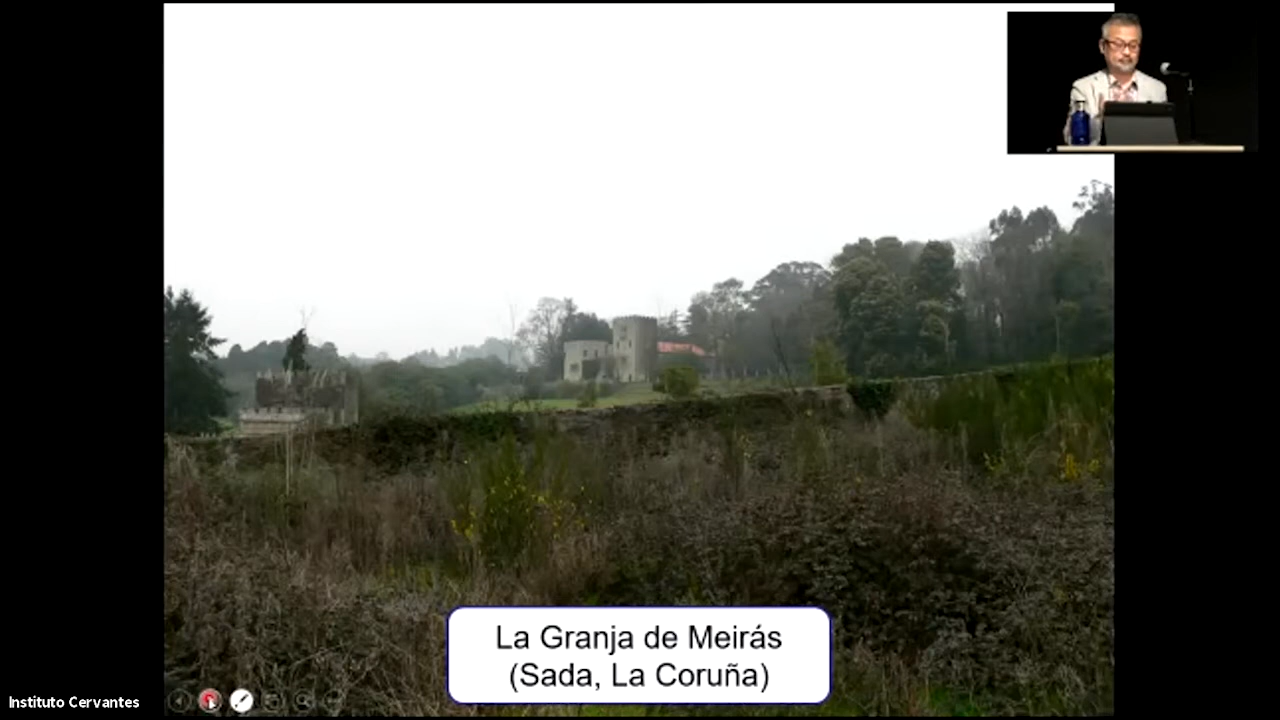 La Granja de Meirás
(Sada, La Coruña)
Instituto Cervantes